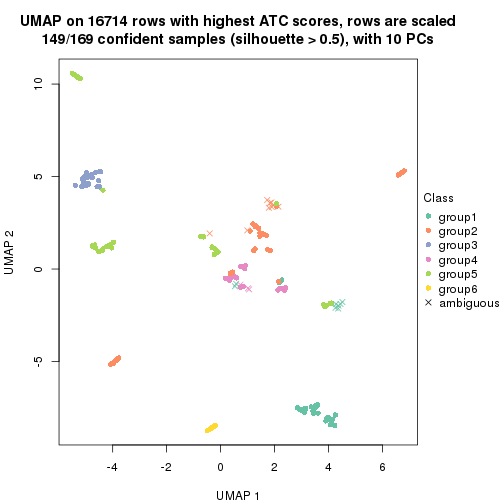 UMAP on 16714 rows with highest ATC scores, rows are scaled
149/169 confident samples (silhouette > 0.5), with 10 PCs
10
5
0
-5
UMAP 2
-4
-2
0
2
4
6
UMAP 1
Class
group1
group2
group3
group4
group5
group6
ambiguous